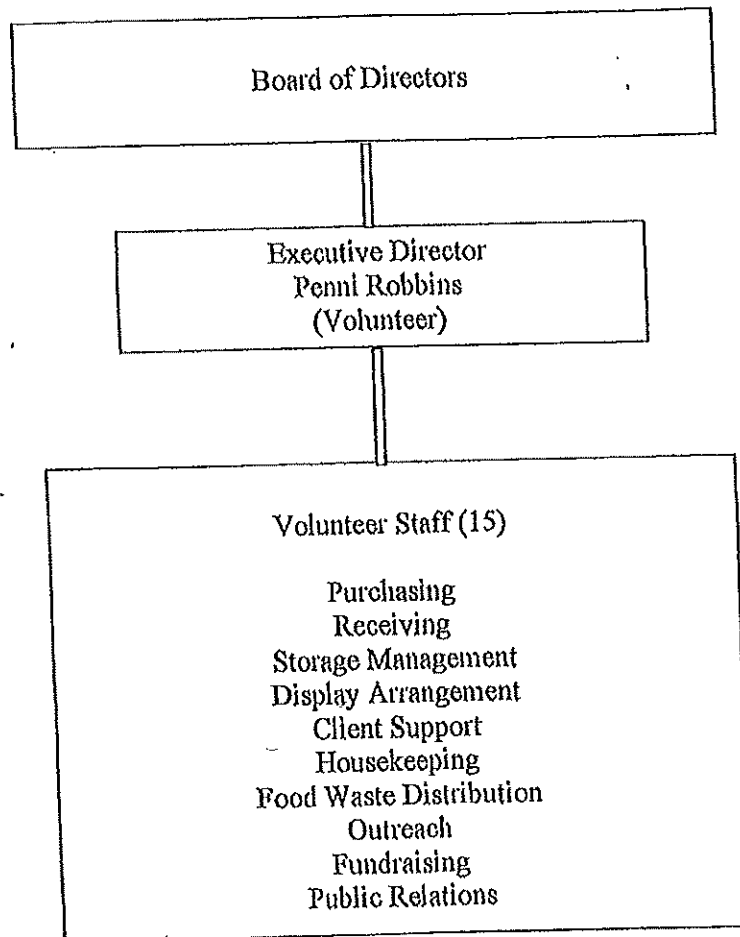 Board of Directors
Executive Director
Penni Robbins
(Volunteer)
Volunteer Staff (15)
Purchasing
Receiving
Storage Management
Display Arrangement
Client Support
Housekeeping
Food Waste Distribution
Outreach
Fundraising
Public Relations